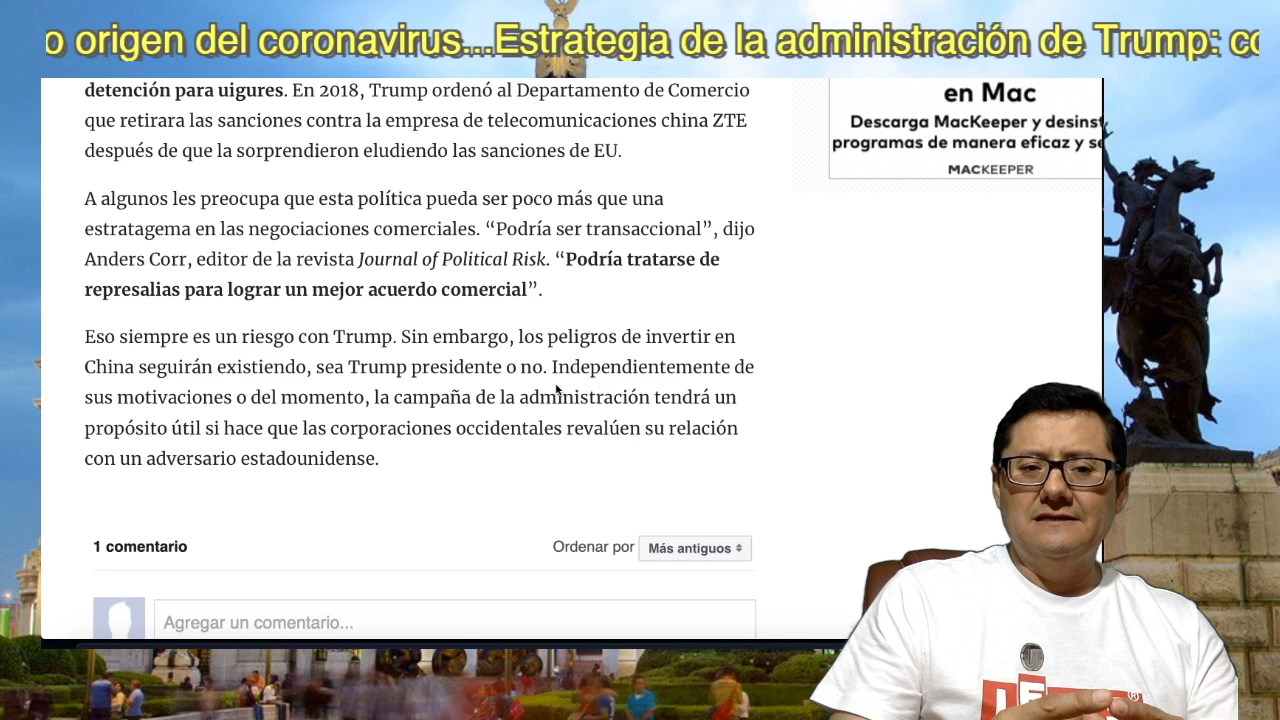 o origen del coronavirus...Estrategia de la administración de Trump: co
detención para uigures. En 2018, Trump ordenó al Departamento de Comercio
que retirara las sanciones contra la empresa de telecomunicaciones china ZTE
después de que la sorprendieron eludiendo las sanciones de EU.
A algunos les preocupa que esta política pueda ser poco más que una
estratagema en las negociaciones comerciales. “Podría ser transaccional”, dijo
Anders Corr, editor de la revista Journal of Political Risk. “Podría tratarse de
represalias para lograr un mejor acuerdo comercial”.
Eso siempre es un riesgo con Trump. Sin embargo, los peligros de invertir en
China seguirán existiendo, sea Trump presidente o no. Independientemente de
sus motivaciones o del momento, la campaña de la administración tendrá un
propósito útil si hace que las corporaciones occidentales revalúen su relación
con un adversario estadounidense.
1 comentario
Ordenar por Más antiguos
Agregar un comentario...
en Mac
Descarga MacKeeper y desinst
programas de manera eficaz y se
MACKEEPER